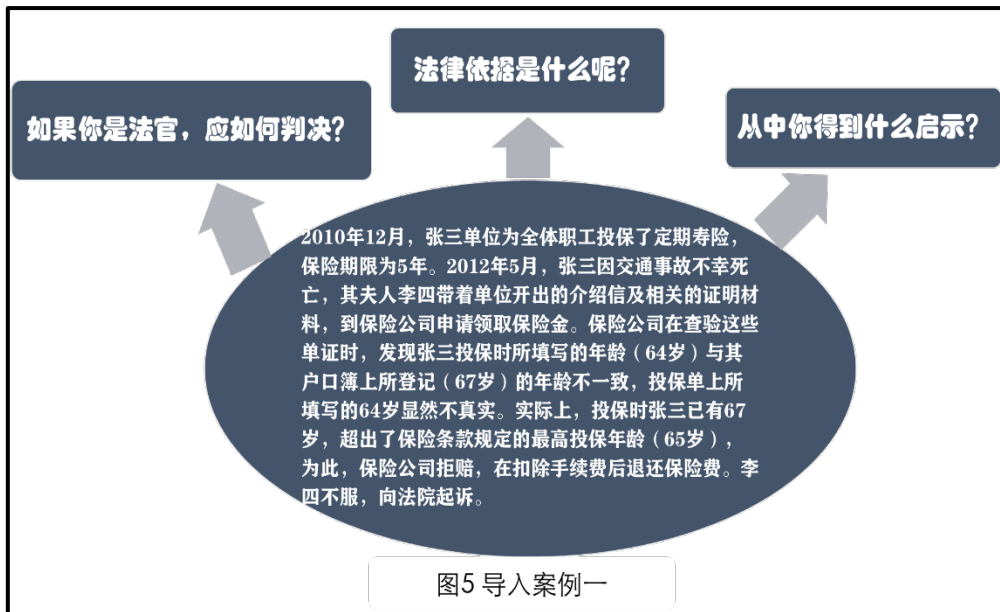 法律依据是什么呢？
如果你是法官，应如何判决？
从中你得到什么启示？
2010年12月，张三单位为全体职工投保了定期寿险，
保险期限为5年。2012年5月，张三因交通事故不幸死
亡，其夫人李四带着单位开出的介绍信及相关的证明材
料，到保险公司申请领取保险金。保险公司在查验这些
单证时，发现张三投保时所填写的年龄（64岁）与其
户口簿上所登记（67岁）的年龄不一致，投保单上所
填写的64岁显然不真实。实际上，投保时张三已有67
岁，超出了保险条款规定的最高投保年龄（65岁），
为此，保险公司拒赔，在扣除手续费后退还保险费。李
四不服，向法院起诉。
图5 导入案例一